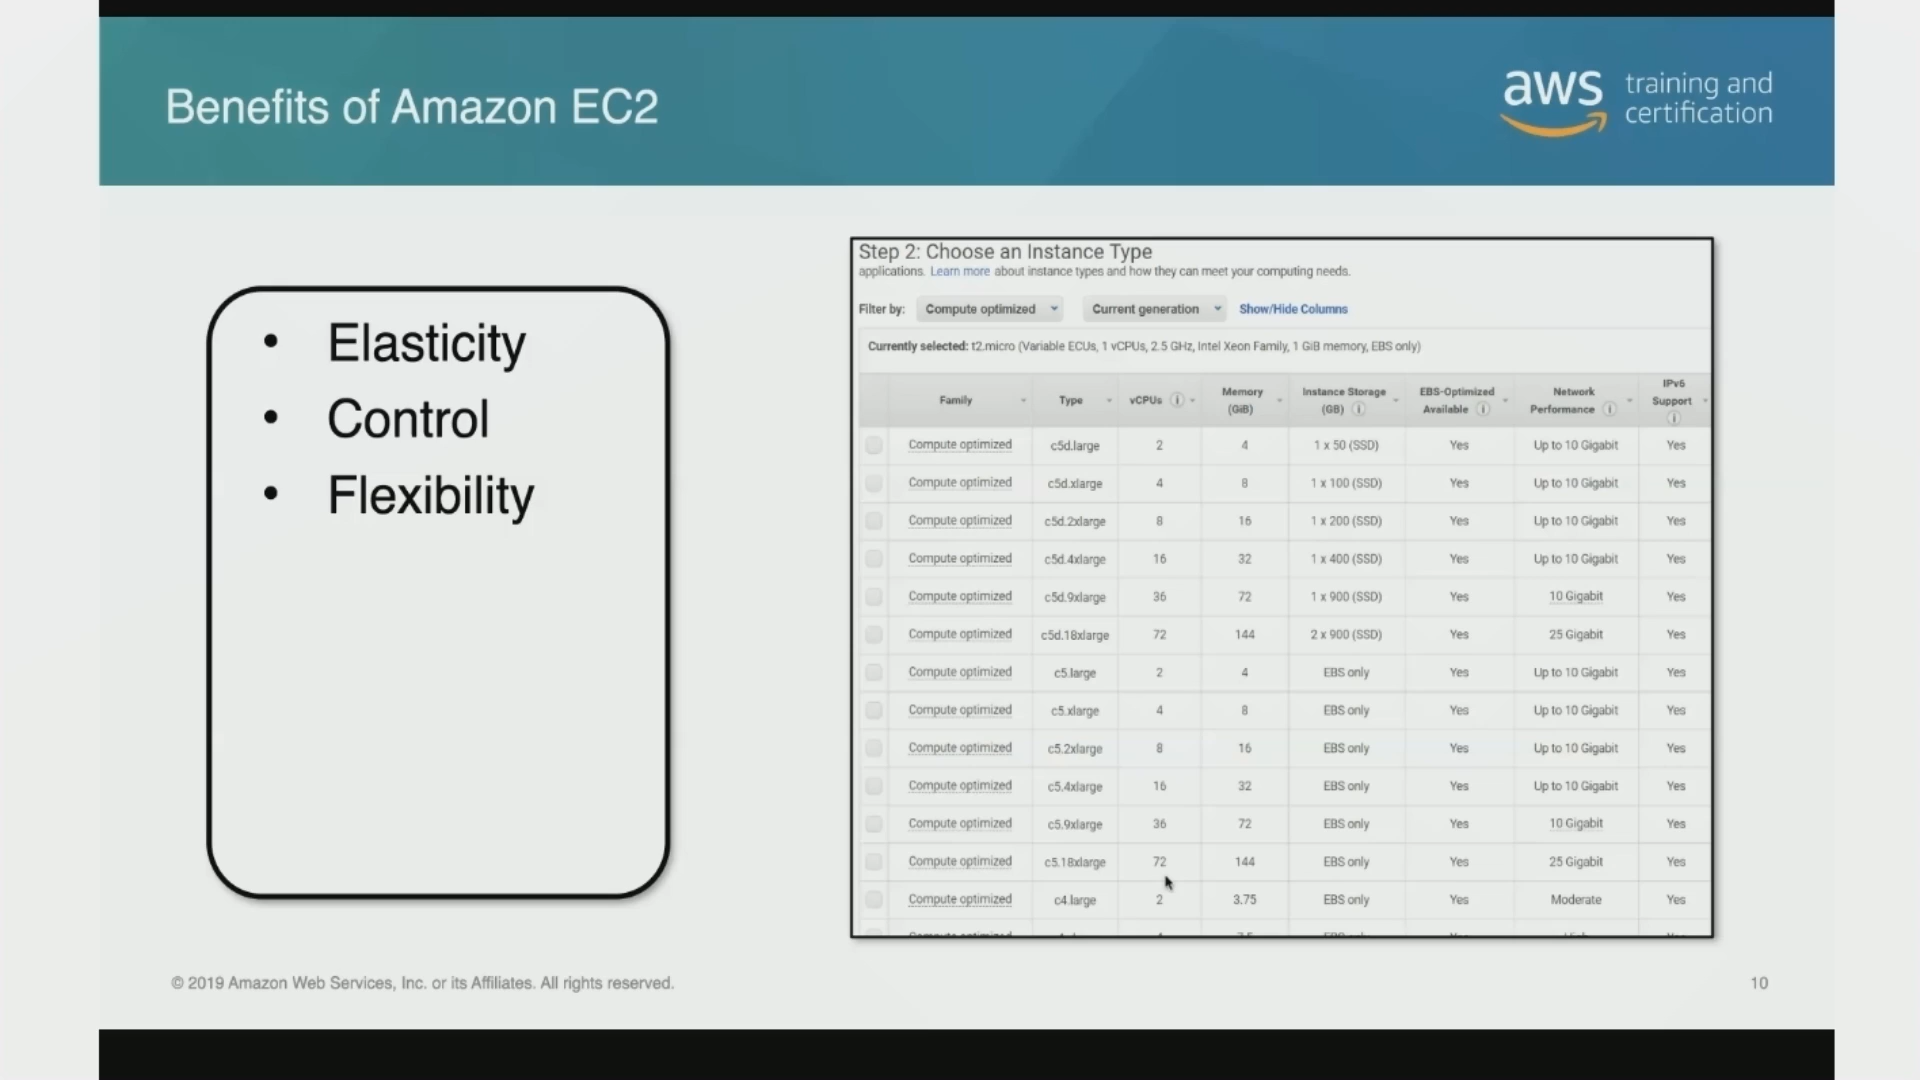 Benefits of Amazon EC2
aws training and certification
• Elasticity
• Control
• Flexibility
Step 2: Choose an Instance Type
applications. Learn more about instance types and how they can meet your computing needs.
Filter by: Compute optimized Current generation Show/Hide Columns
Currently selected: t2.micro (Variable ECUs, 1 vCPUs, 2.5 GHz, Intel Xeon Family, 1 GiB memory, EBS only)
Family Type vCPUs Memory (GiB) Instance Storage (GB) EBS-Optimized Available Network Performance IPv6 Support
Compute optimized c5d.large 2 4 1 x 50 (SSD) Yes Up to 10 Gigabit Yes
Compute optimized c5d.xlarge 4 8 1 x 100 (SSD) Yes Up to 10 Gigabit Yes
Compute optimized c5d.2xlarge 8 16 1 x 200 (SSD) Yes Up to 10 Gigabit Yes
Compute optimized c5d.4xlarge 16 32 1 x 400 (SSD) Yes Up to 10 Gigabit Yes
Compute optimized c5d.9xlarge 36 72 1 x 900 (SSD) Yes 10 Gigabit Yes
Compute optimized c5d.18xlarge 72 144 2 x 900 (SSD) Yes 25 Gigabit Yes
Compute optimized c5.large 2 4 EBS only Yes Up to 10 Gigabit Yes
Compute optimized c5.xlarge 4 8 EBS only Yes Up to 10 Gigabit Yes
Compute optimized c5.2xlarge 8 16 EBS only Yes Up to 10 Gigabit Yes
Compute optimized c5.4xlarge 16 32 EBS only Yes Up to 10 Gigabit Yes
Compute optimized c5.9xlarge 36 72 EBS only Yes 10 Gigabit Yes
Compute optimized c5.18xlarge 72 144 EBS only Yes 25 Gigabit Yes
Compute optimized c4.large 2 3.75 EBS only Yes Moderate Yes
© 2019 Amazon Web Services, Inc. or its Affiliates. All rights reserved.
10